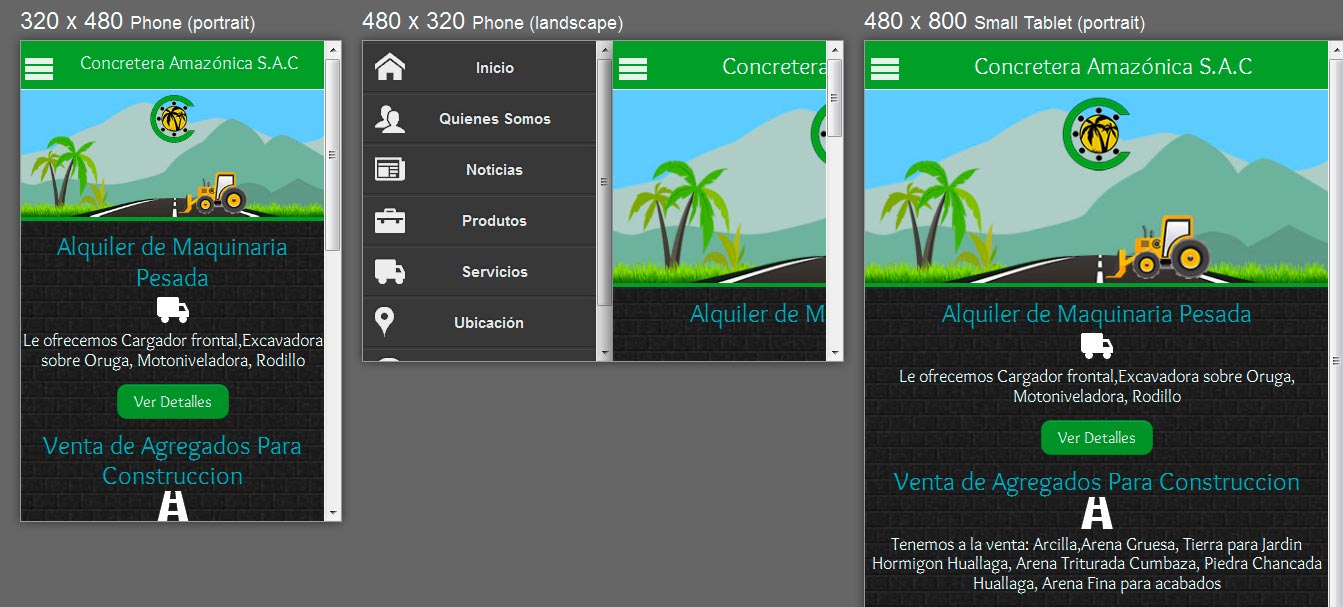 320 x 480 Phone (portrait)
Concretera Amazónica S.A.C
Alquiler de Maquinaria
Pesada
Le ofrecemos Cargador frontal,Excavadora
sobre Oruga, Motoniveladora, Rodillo
Ver Detalles
Venta de Agregados Para
Construccion
480 x 320 Phone (landscape)
Inicio
Quienes Somos
Noticias
Produtos
Servicios
Ubicación
Concretera
Alquiler de M
480 x 800 Small Tablet (portrait)
Concretera Amazónica S.A.C
Alquiler de Maquinaria Pesada
Le ofrecemos Cargador frontal,Excavadora sobre Oruga,
Motoniveladora, Rodillo
Ver Detalles
Venta de Agregados Para Construccion
Tenemos a la venta: Arcilla,Arena Gruesa, Tierra para Jardin
Hormigon Huallaga, Arena Triturada Cumbaza, Piedra Chancada
Huallaga, Arena Fina para acabados